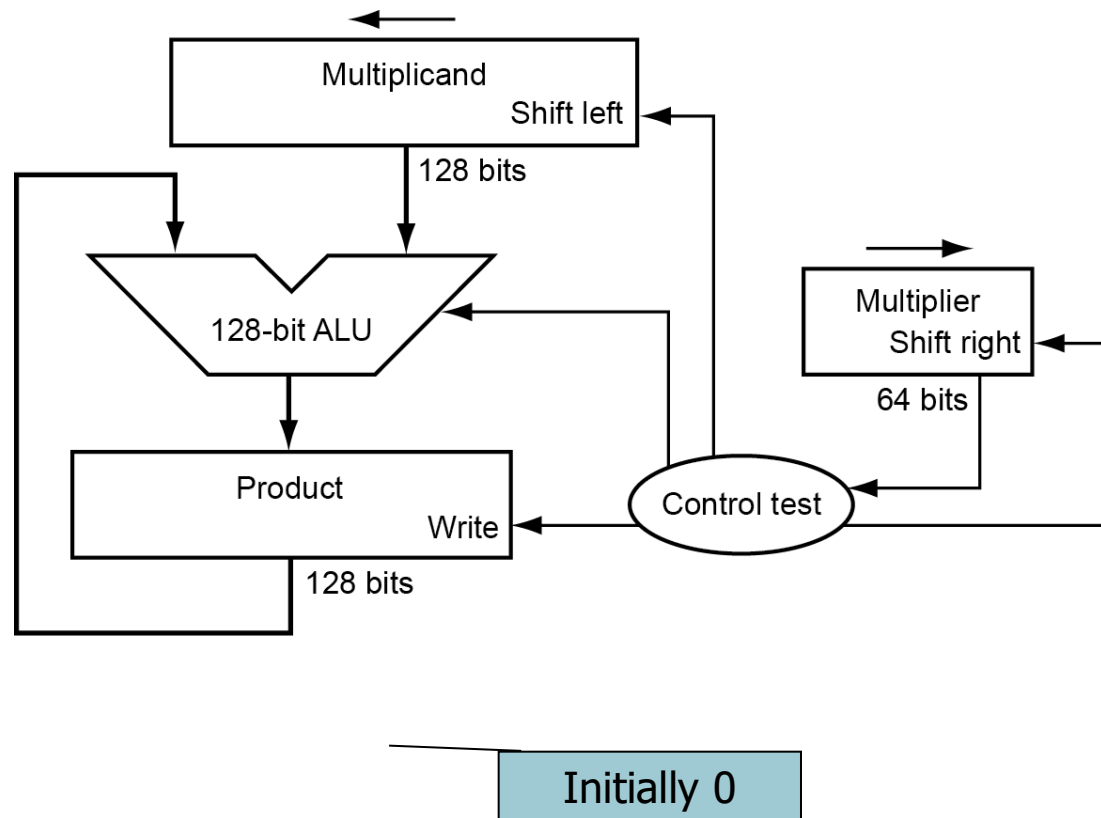 Multiplicand
Shift left
128 bits
128-bit ALU
Multiplier
Shift right
64 bits
Product
Write
Control test
128 bits
Initially 0